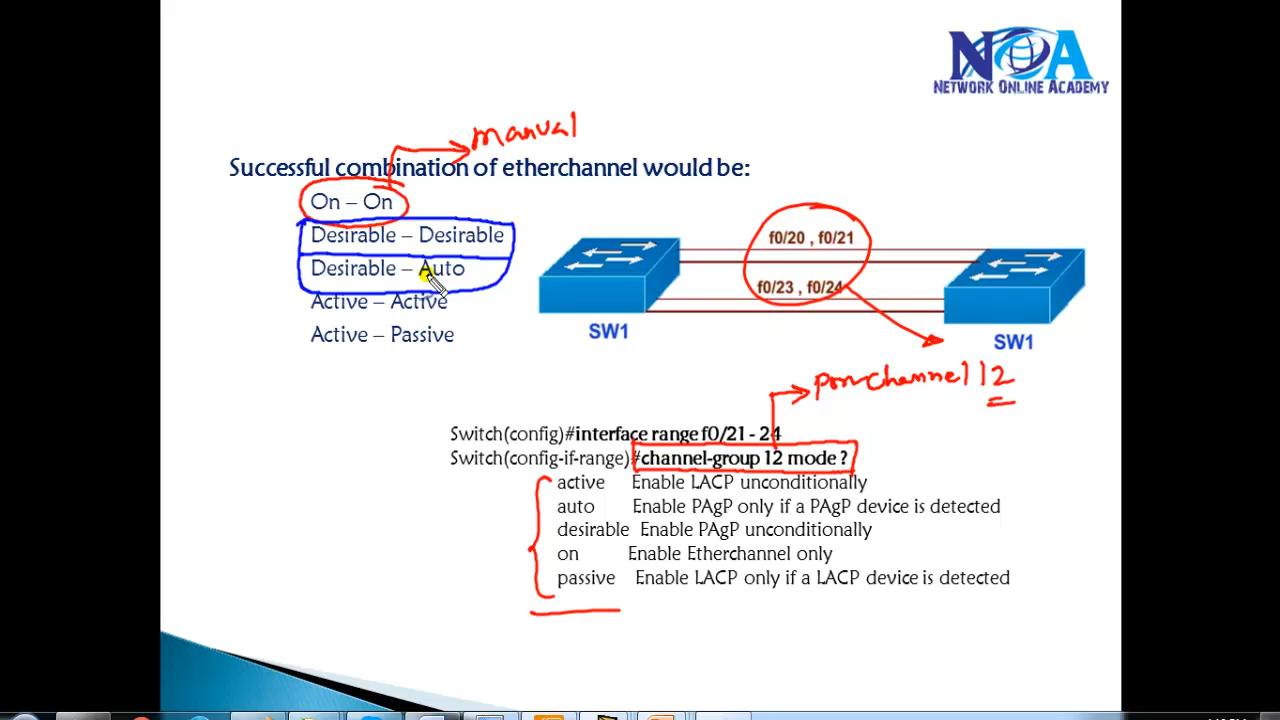 NOA
NETWORK ONLINE ACADEMY
manual
Successful combination of etherchannel would be:
On – On
Desirable – Desirable
Desirable – Auto
Active – Active
Active – Passive
f0/20 , f0/21
f0/23 , f0/24
SW1
SW1
port-channel 12
Switch(config)#interface range f0/21 - 24
Switch(config-if-range)#channel-group 12 mode ?
active Enable LACP unconditionally
auto Enable PAgP only if a PAgP device is detected
desirable Enable PAgP unconditionally
on Enable Etherchannel only
passive Enable LACP only if a LACP device is detected